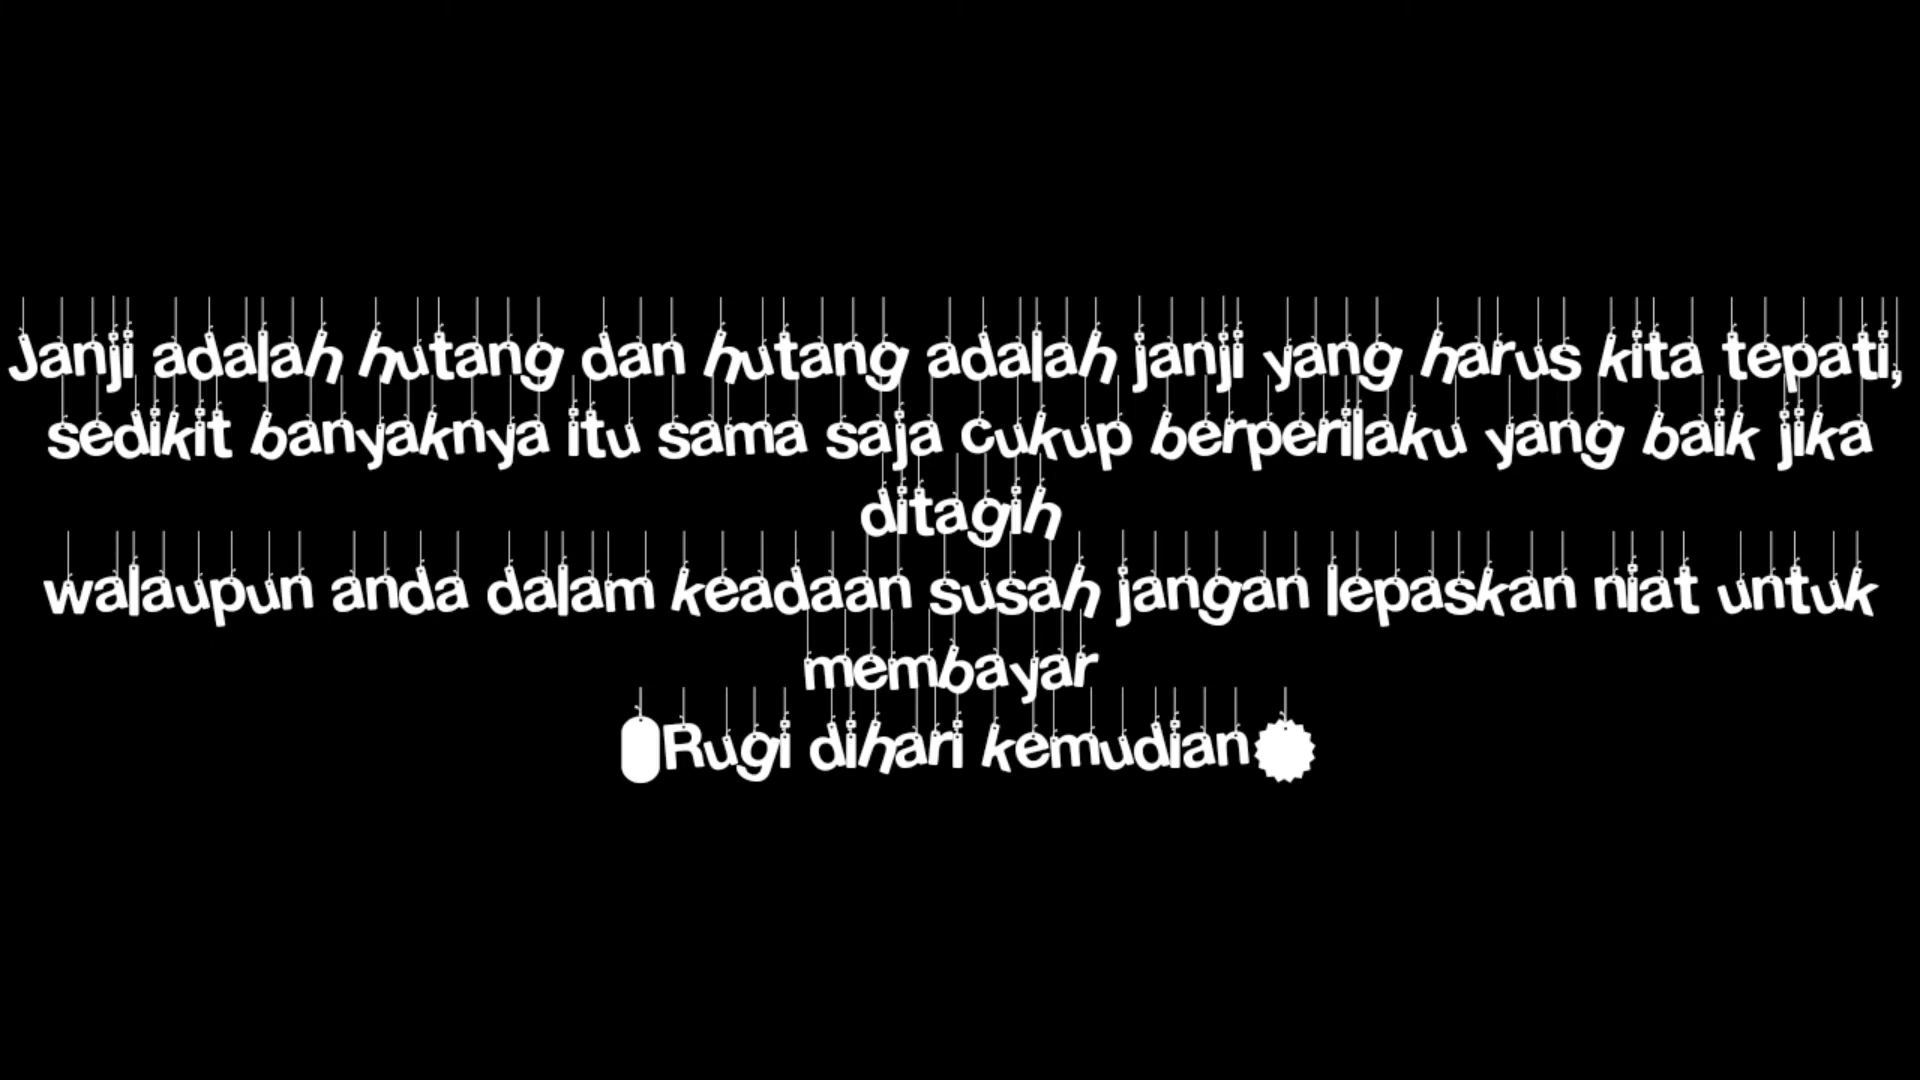 Janji adalah hutang dan hutang adalah janji yang harus kita tepati,
sedikit banyaknya itu sama saja cukup berperilaku yang baik jika
ditagih
walaupun anda dalam keadaan susah jangan lepaskan niat untuk
membayar
Rugi dihari kemudian